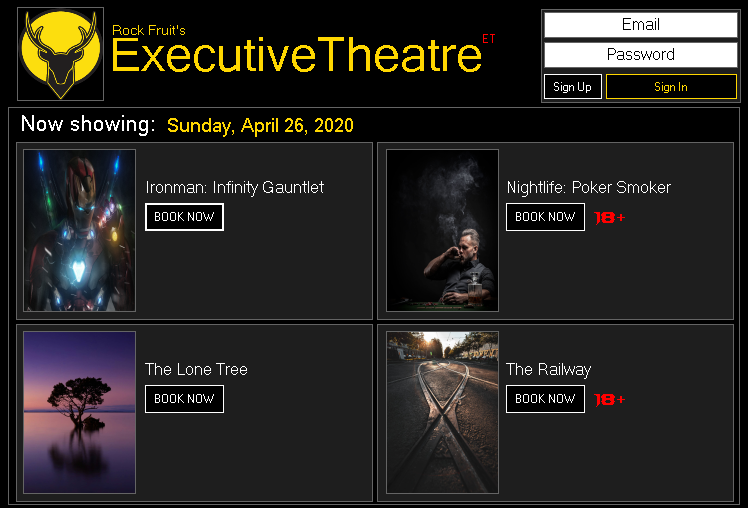 Rock Fruit's
ExecutiveTheatre ET
Email
Password
Sign Up
Sign In
Now showing: Sunday, April 26, 2020
Ironman: Infinity Gauntlet
BOOK NOW
Nightlife: Poker Smoker
BOOK NOW 18+
The Lone Tree
BOOK NOW
The Railway
BOOK NOW 18+